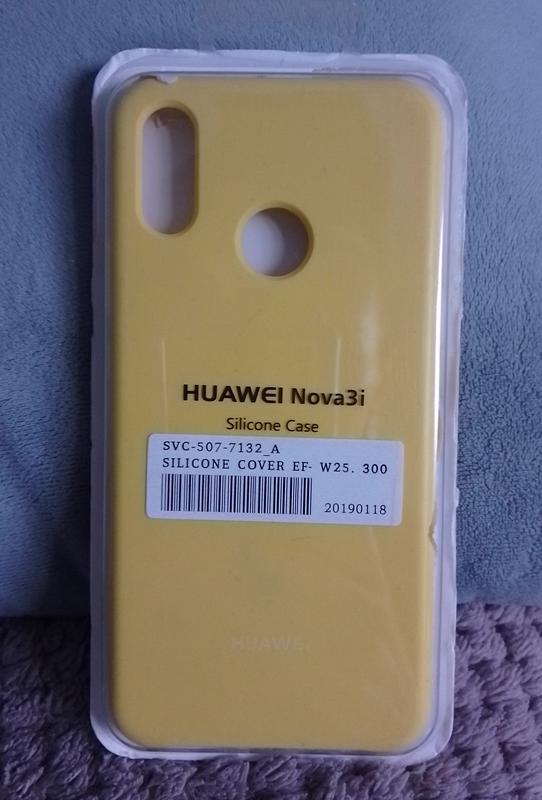 HUAWEI Nova3i
Silicone Case
SVC-507-7132_A
SILICONE COVER EF- W25. 300
20190118
HUAWEI